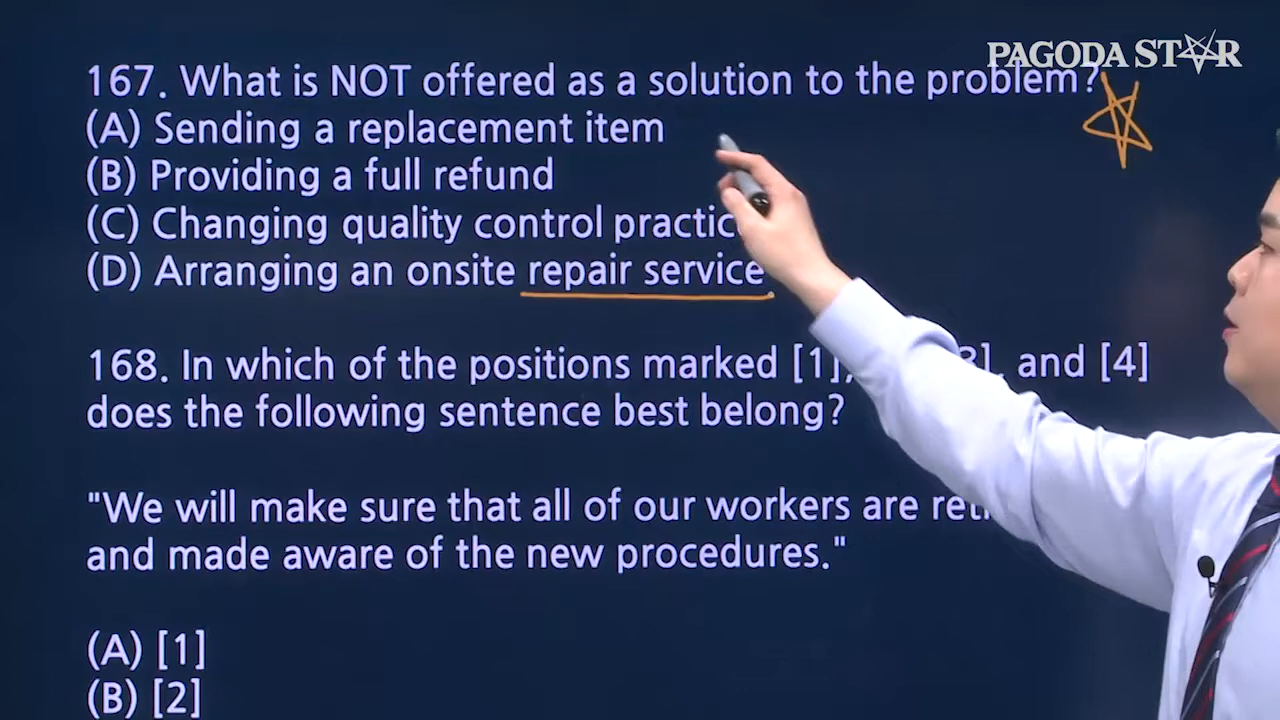 PAGODA STAR
167. What is NOT offered as a solution to the problem?
(A) Sending a replacement item
(B) Providing a full refund
(C) Changing quality control
(D) Arranging an onsite repair service
168. In which of the positions marked [1], and [4]
does the following sentence best belong?
"We will make sure that all of our workers are
and made aware of the new procedures."
(A) [1]
(B) [2]